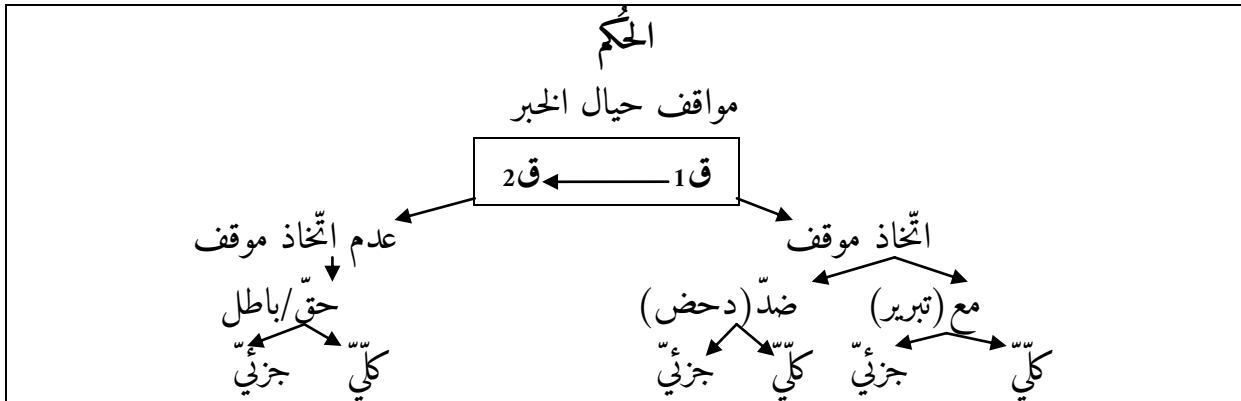 الحُكم
مواقف حيال الخبر
ق1 ق2
اتّخاذ موقف عدم اتّخاذ موقف
مع (تبرير) ضدّ (دحض) حقّ/باطل
كلّيّ جزئيّ كلّيّ جزئيّ كلّيّ جزئيّ